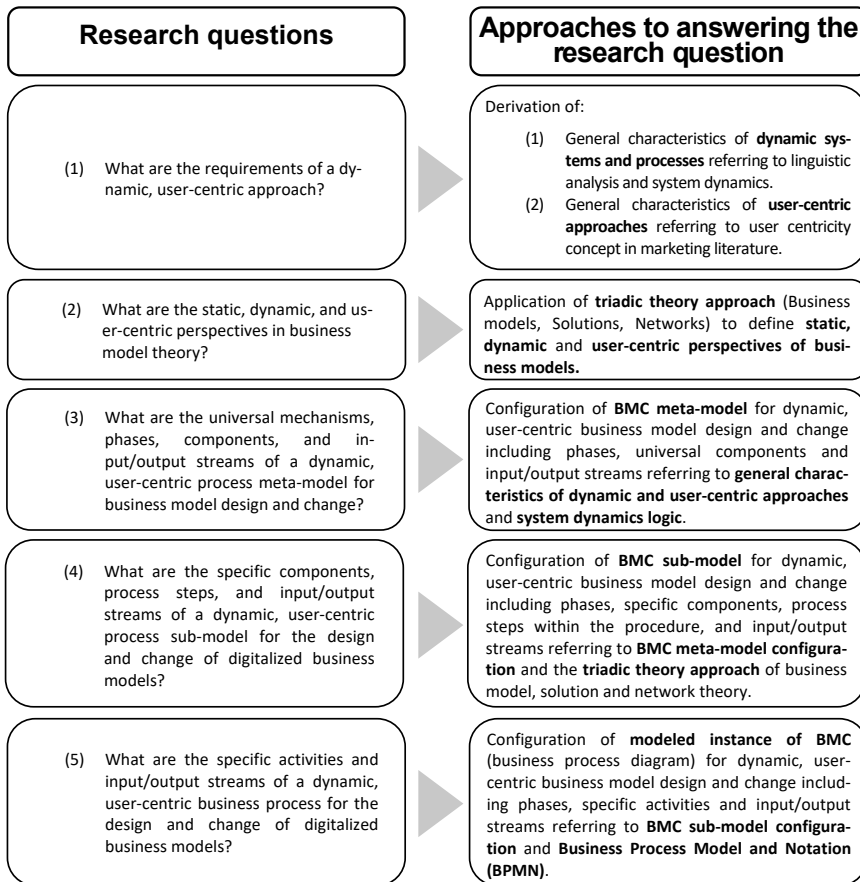 Research questions
Approaches to answering the
research question
(1) What are the requirements of a dy-
namic, user-centric approach?
Derivation of:
(1) General characteristics of dynamic sys-
tems and processes referring to linguistic
analysis and system dynamics.
(2) General characteristics of user-centric
approaches referring to user centricity
concept in marketing literature.
(2) What are the static, dynamic, and us-
er-centric perspectives in business
model theory?
Application of triadic theory approach (Business
models, Solutions, Networks) to define static,
dynamic and user-centric perspectives of busi-
ness models.
(3) What are the universal mechanisms,
phases, components, and in-
put/output streams of a dynamic,
user-centric process meta-model for
business model design and change?
Configuration of BMC meta-model for dynamic,
user-centric business model design and change
including phases, universal components and
input/output streams referring to general charac-
teristics of dynamic and user-centric approaches
and system dynamics logic.
(4) What are the specific components,
process steps, and input/output
streams of a dynamic, user-centric
process sub-model for the design
and change of digitalized business
models?
Configuration of BMC sub-model for dynamic,
user-centric business model design and change
including phases, specific components, process
steps within the procedure, and input/output
streams referring to BMC meta-model configura-
tion and the triadic theory approach of business
model, solution and network theory.
(5) What are the specific activities and
input/output streams of a dynamic,
user-centric business process for the
design and change of digitalized
business models?
Configuration of modeled instance of BMC
(business process diagram) for dynamic, user-
centric business model design and change includ-
ing phases, specific activities and input/output
streams referring to BMC sub-model configura-
tion and Business Process Model and Notation
(BPMN).